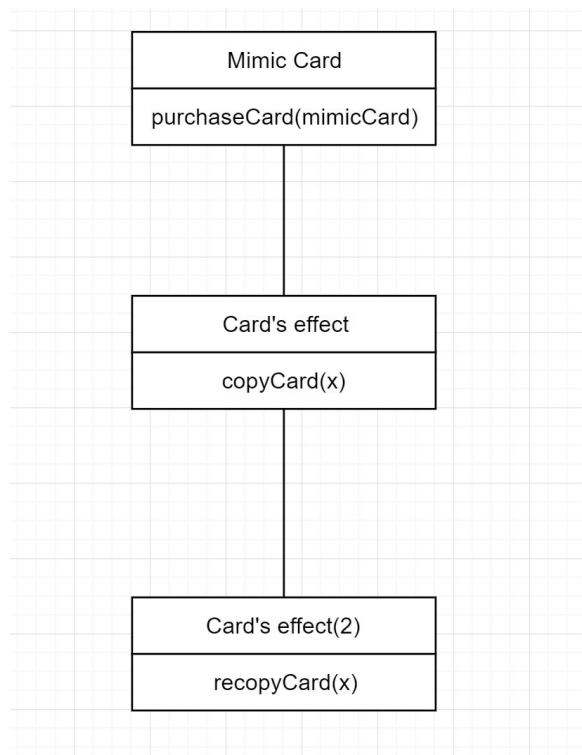 Mimic Card
purchaseCard(mimicCard)
Card's effect
copyCard(x)
Card's effect(2)
recopyCard(x)